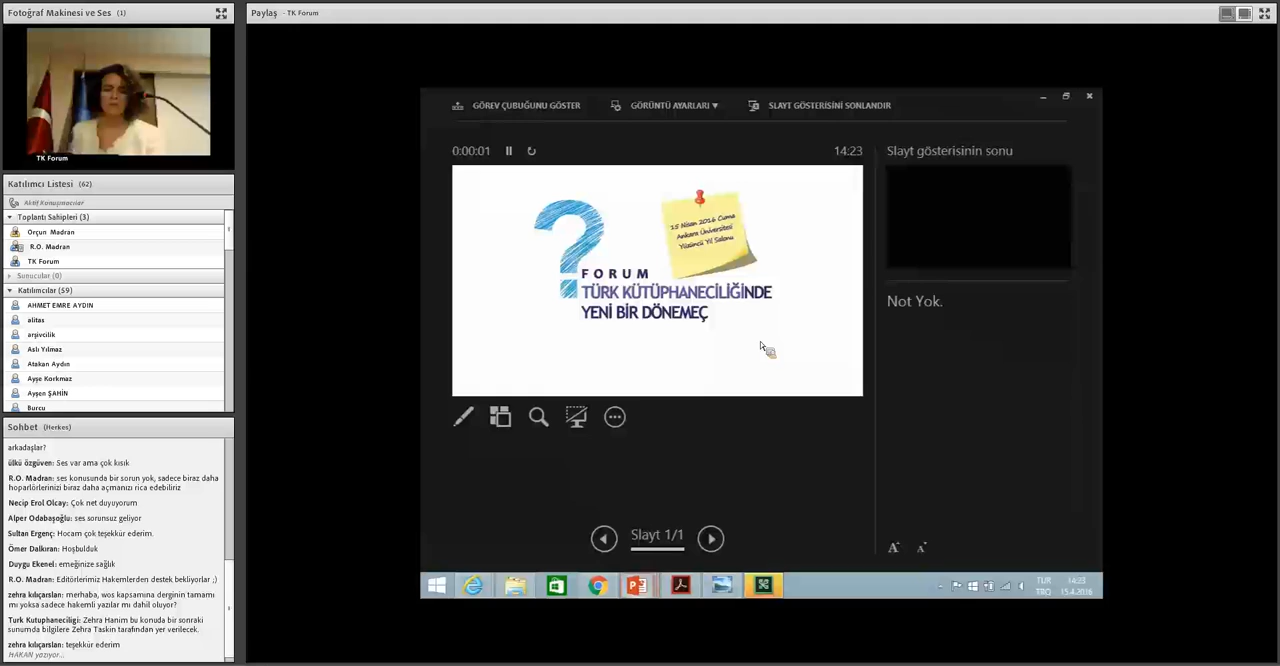 Fotoğraf Makinesi ve Ses (1)
TK Forum
Katılımcı Listesi (62)
Aktif Konuşmacılar
Toplantı Sahipleri (3)
Orçun Madran
R.O. Madran
TK Forum
Sunucular (0)
Katılımcılar (59)
AHMET EMRE AYDIN
alitas
arşivcilik
Aslı Yılmaz
Atakan Aydın
Ayşe Korkmaz
Ayşen ŞAHİN
Burcu
Sohbet (Herkes)
arkadaşlar?
ülkü özgüven: Ses var ama çok kısık
R.O. Madran: ses konusunda bir sorun yok, sadece biraz daha
hoparlörlerinizi biraz daha açmanızı rica edebiliriz
Necip Erol Olcay: Çok net duyuyorum
Alper Odabaşoğlu: ses sorunsuz geliyor
Sultan Ergenç: Hocam çok teşekkür ederim.
Ömer Dalkıran: Hoşbulduk
Duygu Ekenel: emeğinize sağlık
R.O. Madran: Editörlerimiz Hakemlerden destek bekliyorlar ;)
zehra kılıçarslan: merhaba, wos kapsamına derginin tamamı
mı yoksa sadece hakemli yazılar mı dahil oluyor?
Turk Kutuphaneciligi: Zehra Hanim bu konuda bir sonraki
sunumda bilgilere Zehra Taskin tarafından yer verilecek.
zehra kılıçarslan: teşekkür ederim
HAKAN yazıyor...
Paylaş - TK Forum
GÖREV ÇUBUĞUNU GÖSTER
GÖRÜNTÜ AYARLARI ▼
SLAYT GÖSTERİSİNİ SONLANDIR
0:00:01
14:23
Slayt gösterisinin sonu
15 Nisan 2016 Cuma
Ankara Üniversitesi
Yüzüncü Yıl Salonu
?
FORUM
TÜRK KÜTÜPHANECİLİĞİNDE
YENİ BİR DÖNEMEÇ
Not Yok.
Slayt 1/1
A A
TUR
TRQ
14:23
15.4.2016